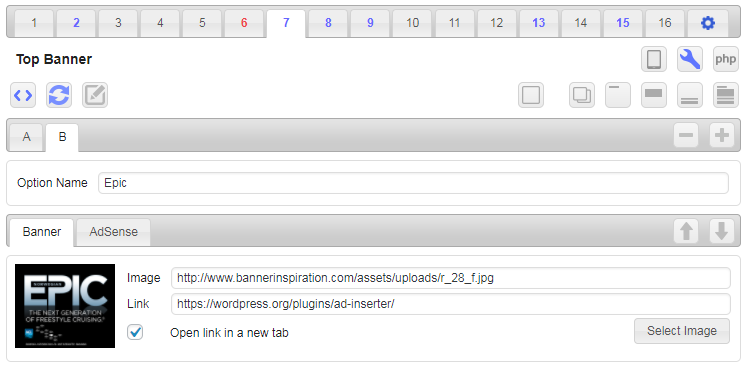 1 2 3 4 5 6 7 8 9 10 11 12 13 14 15 16
Top Banner
php
A B
Option Name Epic
Banner AdSense
Image http://www.bannerinspiration.com/assets/uploads/r_28_f.jpg
Link https://wordpress.org/plugins/ad-inserter/
Open link in a new tab
Select Image
EPIC
THE NEXT GENERATION
OF FREESTYLE CRUISING.